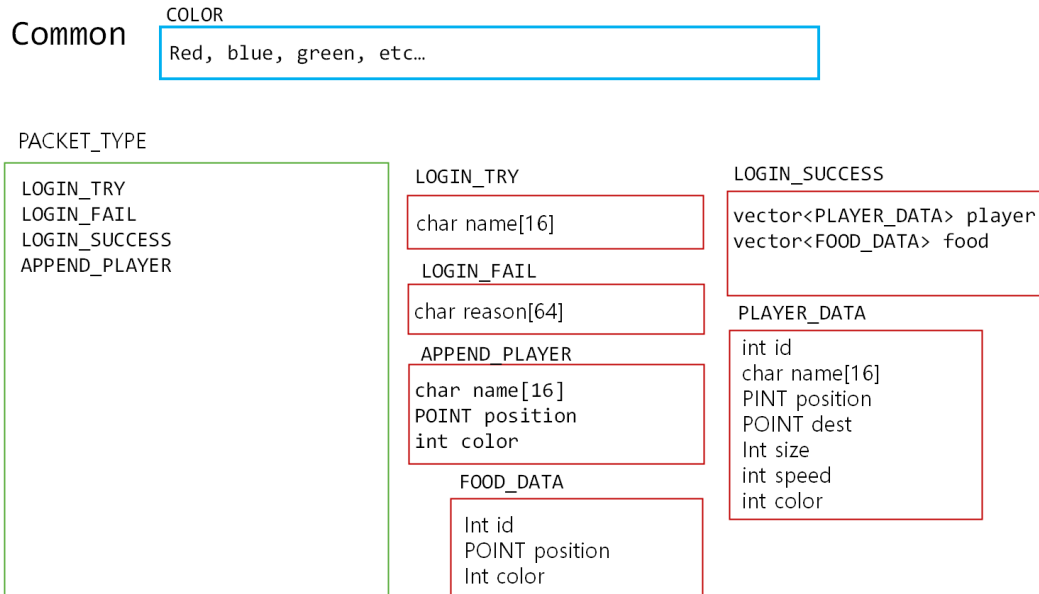 Common
COLOR
Red, blue, green, etc…
PACKET_TYPE
LOGIN_TRY
LOGIN_FAIL
LOGIN_SUCCESS
APPEND_PLAYER
LOGIN_TRY
char name[16]
LOGIN_FAIL
char reason[64]
APPEND_PLAYER
char name[16]
POINT position
int color
FOOD_DATA
Int id
POINT position
Int color
LOGIN_SUCCESS
vector<PLAYER_DATA> player
vector<FOOD_DATA> food
PLAYER_DATA
int id
char name[16]
PINT position
POINT dest
Int size
int speed
int color